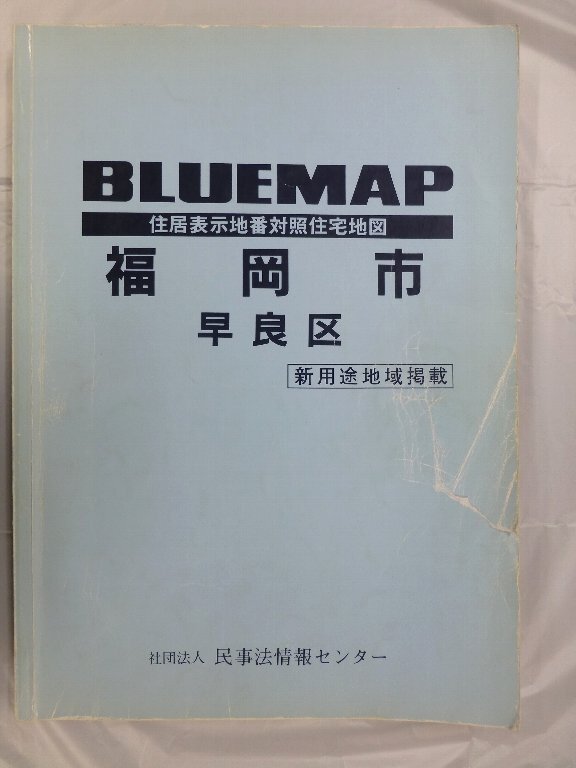 BLUEMAP
住居表示地番対照住宅地図
福岡市
早良区
新用途地域掲載
社団法人 民事法情報センター